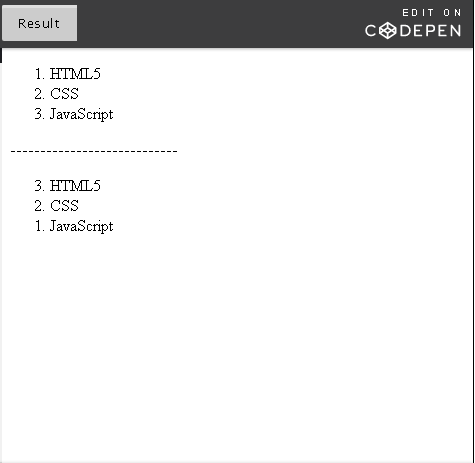 Result
EDIT ON
CODEPEN
1. HTML5
2. CSS
3. JavaScript
----------------------------
3. HTML5
2. CSS
1. JavaScript